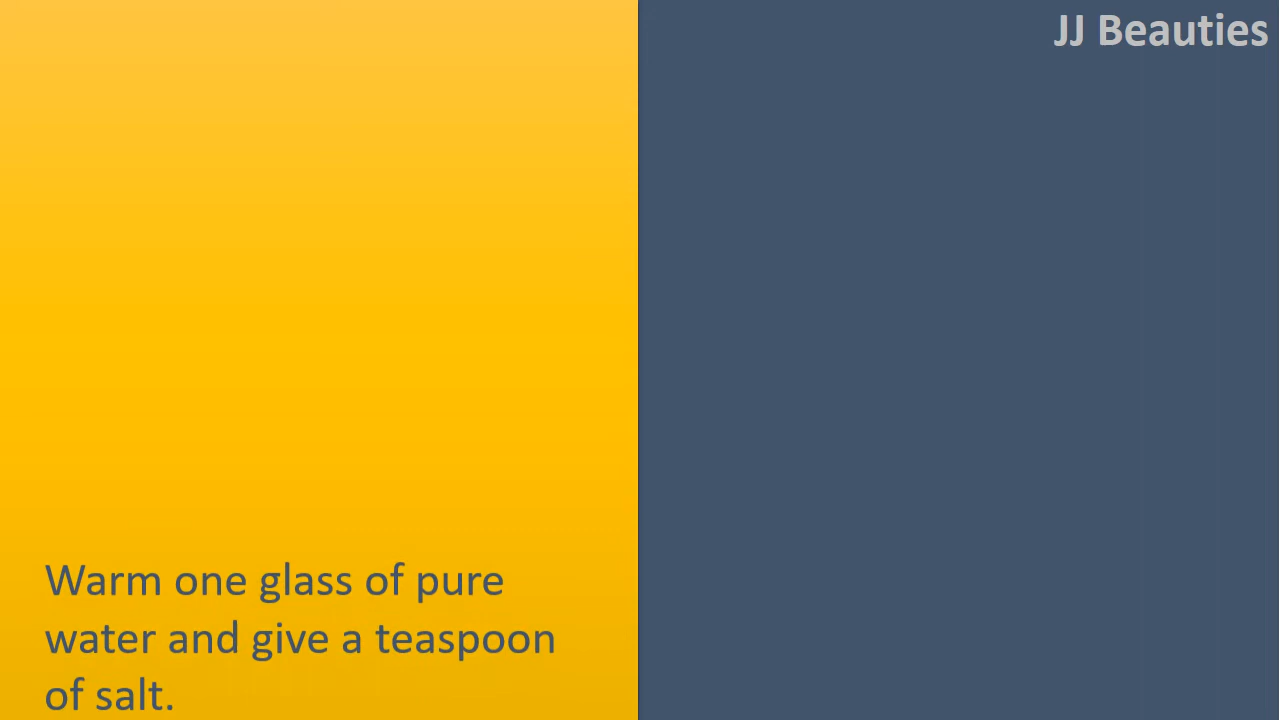 JJ Beauties
Warm one glass of pure
water and give a teaspoon
of salt.